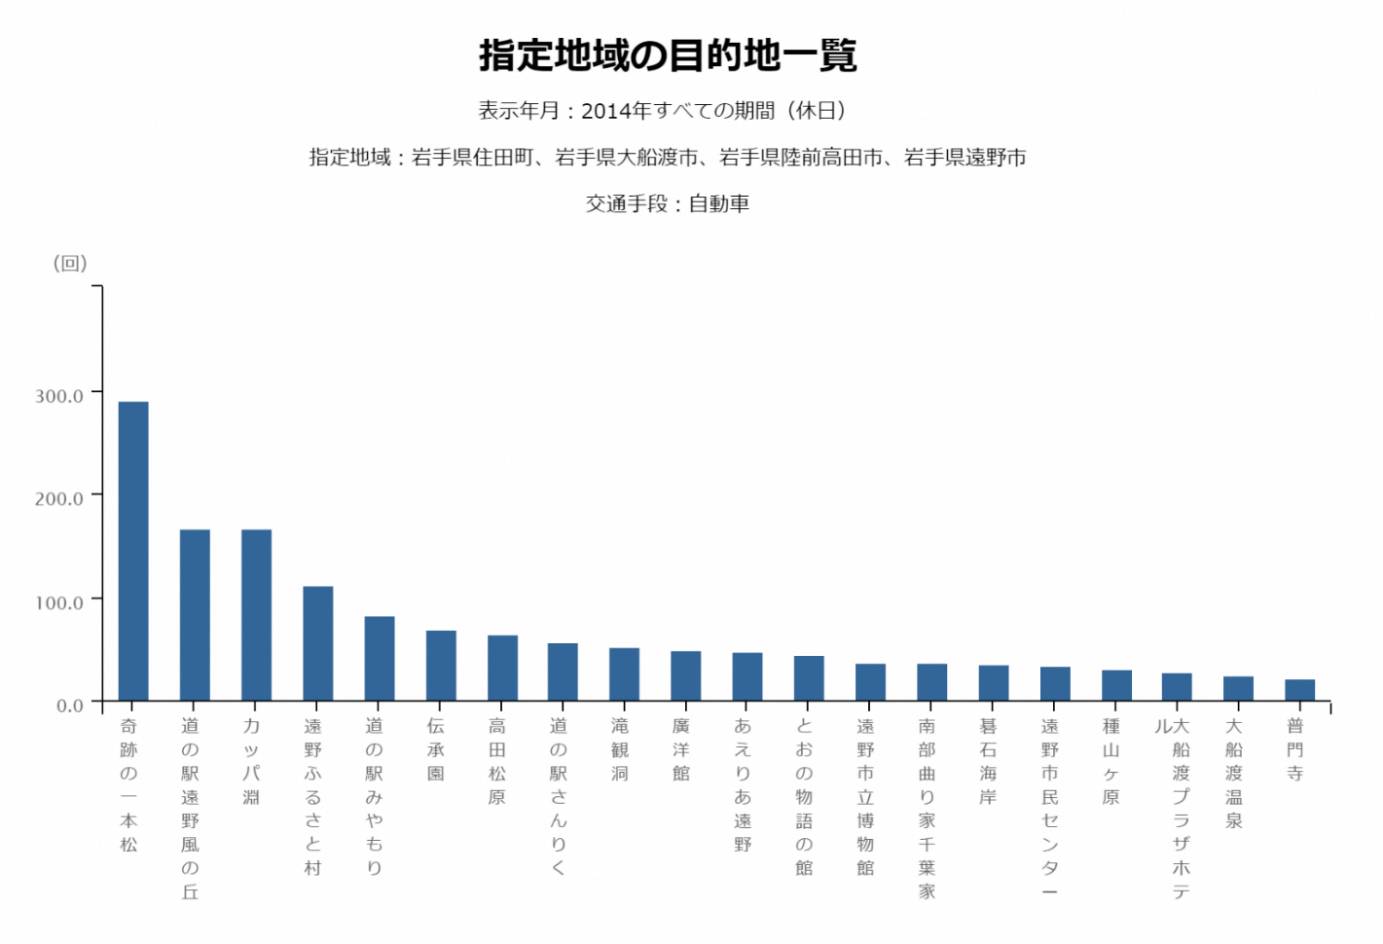 指定地域の目的地一覧
表示年月：2014年すべての期間（休日）
指定地域：岩手県住田町、岩手県大船渡市、岩手県陸前高田市、岩手県遠野市
交通手段：自動車
（回）
300.0
200.0
100.0
0.0
奇跡の一本松
道の駅遠野風の丘
カッパ淵
遠野ふるさと村
道の駅みやもり
伝承園
高田松原
道の駅さんりく
滝観洞
廣洋館
あえりあ遠野
とおの物語の館
遠野市立博物館
南部曲り家千葉家
碁石海岸
遠野市民センター
種山ヶ原
大船渡プラザホテル
大船渡温泉
普門寺